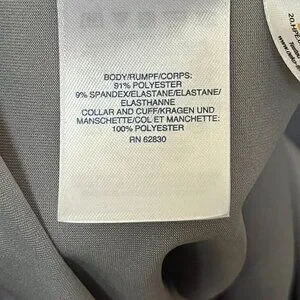 BODY/RUMPF/CORPS:
91% POLYESTER
9% SPANDEX/ELASTANE/ELASTANE/
ELASTHANNE
COLLAR AND CUFF/KRAGEN UND
MANSCHETTE/COL ET MANCHETTE:
100% POLYESTER
RN 62830